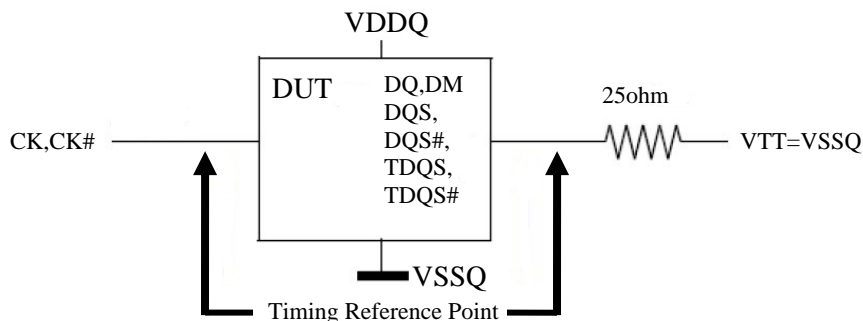 VDDQ
DUT
DQ,DM
DQS,
DQS#,
TDQS,
TDQS#
25ohm
CK,CK#
VTT=VSSQ
VSSQ
Timing Reference Point